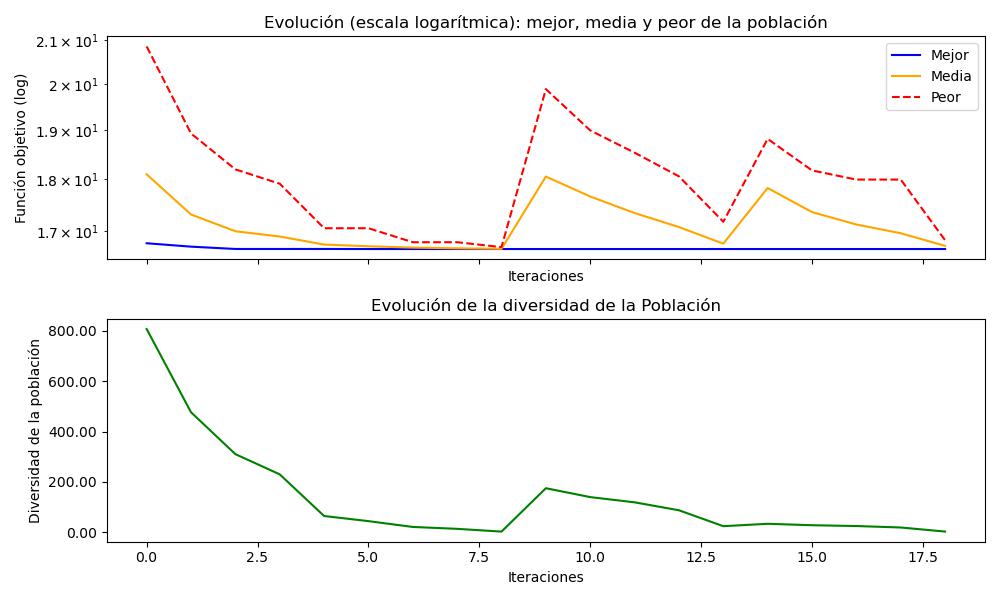 Evolución (escala logarítmica): mejor, media y peor de la población
2.1 × 10¹
2 × 10¹
1.9 × 10¹
1.8 × 10¹
1.7 × 10¹
Función objetivo (log)
Mejor
Media
Peor
Iteraciones
Evolución de la diversidad de la Población
800.00
600.00
400.00
200.00
0.00
Diversidad de la población
0.0 2.5 5.0 7.5 10.0 12.5 15.0 17.5
Iteraciones